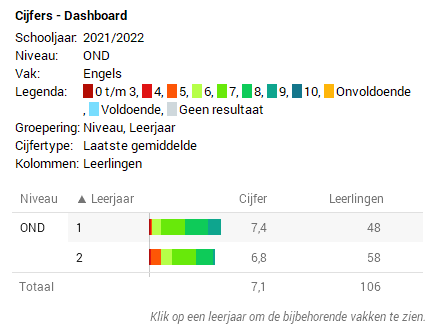 Cijfers - Dashboard
Schooljaar: 2021/2022
Niveau: OND
Vak: Engels
Legenda: 0 t/m 3, 4, 5, 6, 7, 8, 9, 10, Onvoldoende
, Voldoende, Geen resultaat
Groepering: Niveau, Leerjaar
Cijfertype: Laatste gemiddelde
Kolommen: Leerlingen
Niveau ▲ Leerjaar Cijfer Leerlingen
OND 1 7,4 48
2 6,8 58
Totaal 7,1 106
Klik op een leerjaar om de bijbehorende vakken te zien.